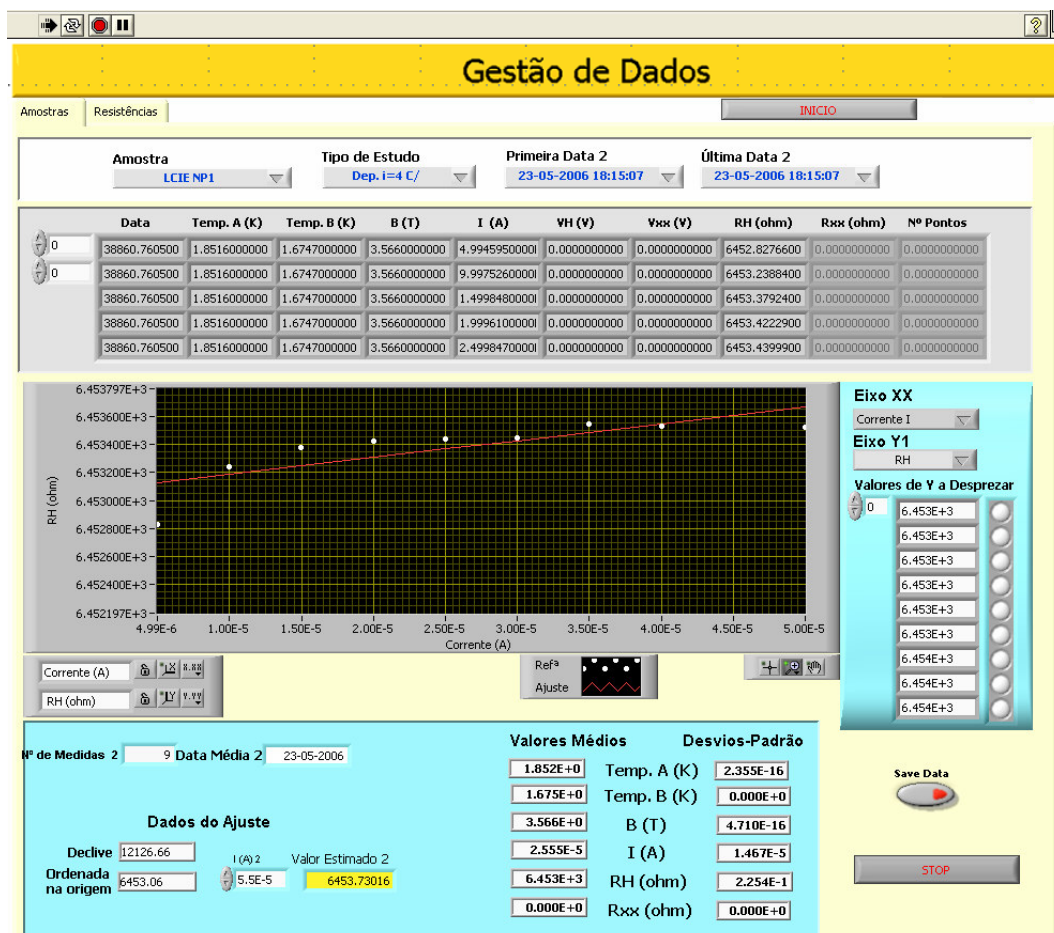 Gestão de Dados
Amostras Resistências INICIO
Amostra Tipo de Estudo Primeira Data 2 Última Data 2
LCIE NP1 Dep. i=4 C/ 23-05-2006 18:15:07 23-05-2006 18:15:07
Data Temp. A (K) Temp. B (K) B (T) I (A) VH (V) Vxx (V) RH (ohm) Rxx (ohm) Nº Pontos
0 38860.760500 1.8516000000 1.6747000000 3.5660000000 4.9945950000 0.0000000000 0.0000000000 6452.8276600 0.0000000000 0.0000000000
0 38860.760500 1.8516000000 1.6747000000 3.5660000000 9.9975260000 0.0000000000 0.0000000000 6453.2388400 0.0000000000 0.0000000000
38860.760500 1.8516000000 1.6747000000 3.5660000000 1.4998480000 0.0000000000 0.0000000000 6453.3792400 0.0000000000 0.0000000000
38860.760500 1.8516000000 1.6747000000 3.5660000000 1.9996100000 0.0000000000 0.0000000000 6453.4222900 0.0000000000 0.0000000000
38860.760500 1.8516000000 1.6747000000 3.5660000000 2.4998470000 0.0000000000 0.0000000000 6453.4399900 0.0000000000 0.0000000000
RH (ohm)
6.453797E+3
6.453600E+3
6.453400E+3
6.453200E+3
6.453000E+3
6.452800E+3
6.452600E+3
6.452400E+3
6.452197E+3
4.99E-6 1.00E-5 1.50E-5 2.00E-5 2.50E-5 3.00E-5 3.50E-5 4.00E-5 4.50E-5 5.00E-5
Corrente (A)
Eixo XX
Corrente I
Eixo Y1
RH
Valores de Y a Desprezar
0 6.453E+3
6.453E+3
6.453E+3
6.453E+3
6.453E+3
6.453E+3
6.454E+3
6.454E+3
6.454E+3
Corrente (A) X X.XX
RH (ohm) Y Y.YY
Refª
Ajuste
Nº de Medidas 2 9 Data Média 2 23-05-2006
Dados do Ajuste
Declive 12126.66
Ordenada na origem 6453.06
I (A) 2 Valor Estimado 2
5.5E-5 6453.73016
Valores Médios Desvios-Padrão
1.852E+0 Temp. A (K) 2.355E-16
1.675E+0 Temp. B (K) 0.000E+0
3.566E+0 B (T) 4.710E-16
2.555E-5 I (A) 1.467E-5
6.453E+3 RH (ohm) 2.254E-1
0.000E+0 Rxx (ohm) 0.000E+0
Save Data
STOP